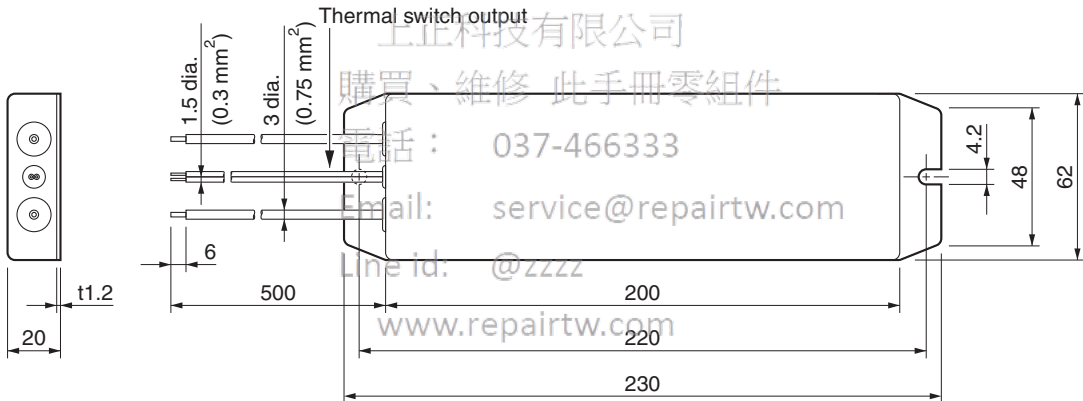 Thermal switch output
上正科技有限公司
購買、維修 此手冊零組件
電話： 037-466333
Email: service@repairtw.com
Line id: @zzzz
www.repairtw.com
1.5 dia.
(0.3 mm²)
3 dia.
(0.75 mm²)
4.2
48
62
6
t1.2
500
200
20
220
230